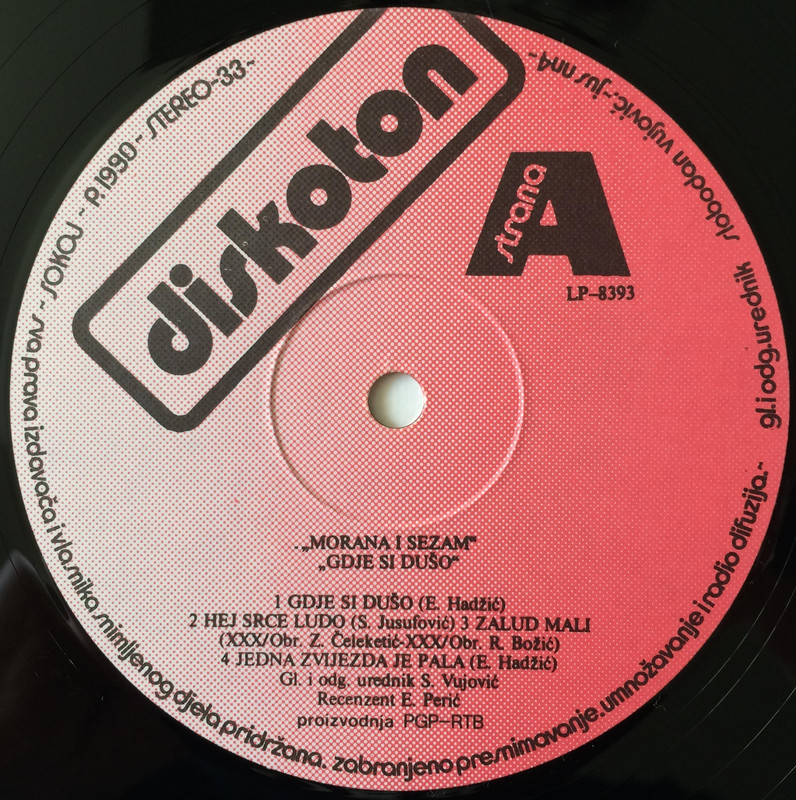 diskoton
strana A
LP-8393
. „MORANA I SEZAM"
„GDJE SI DUŠO"
1 GDJE SI DUŠO (E. Hadžić)
2 HEJ SRCE LUDO (S. Jusufović) 3 ZALUD MALI
(XXX/Obr. Z. Čeleketić-XXX/Obr. R. Božić)
4 JEDNA ZVIJEZDA JE PALA (E. Hadžić)
Gl. i odg. urednik S. Vujović
Recenzent E. Perić
proizvodnja PGP-RTB
gl. i odg. urednik slobodan vujović.-jus nn4-
STEREO-33- P.1990- SOKOJ - sva prava izdavača i vlasnika snimljenog djela pridržana. zabranjeno presnimavanje. umnožavanje i radio difuzija.-